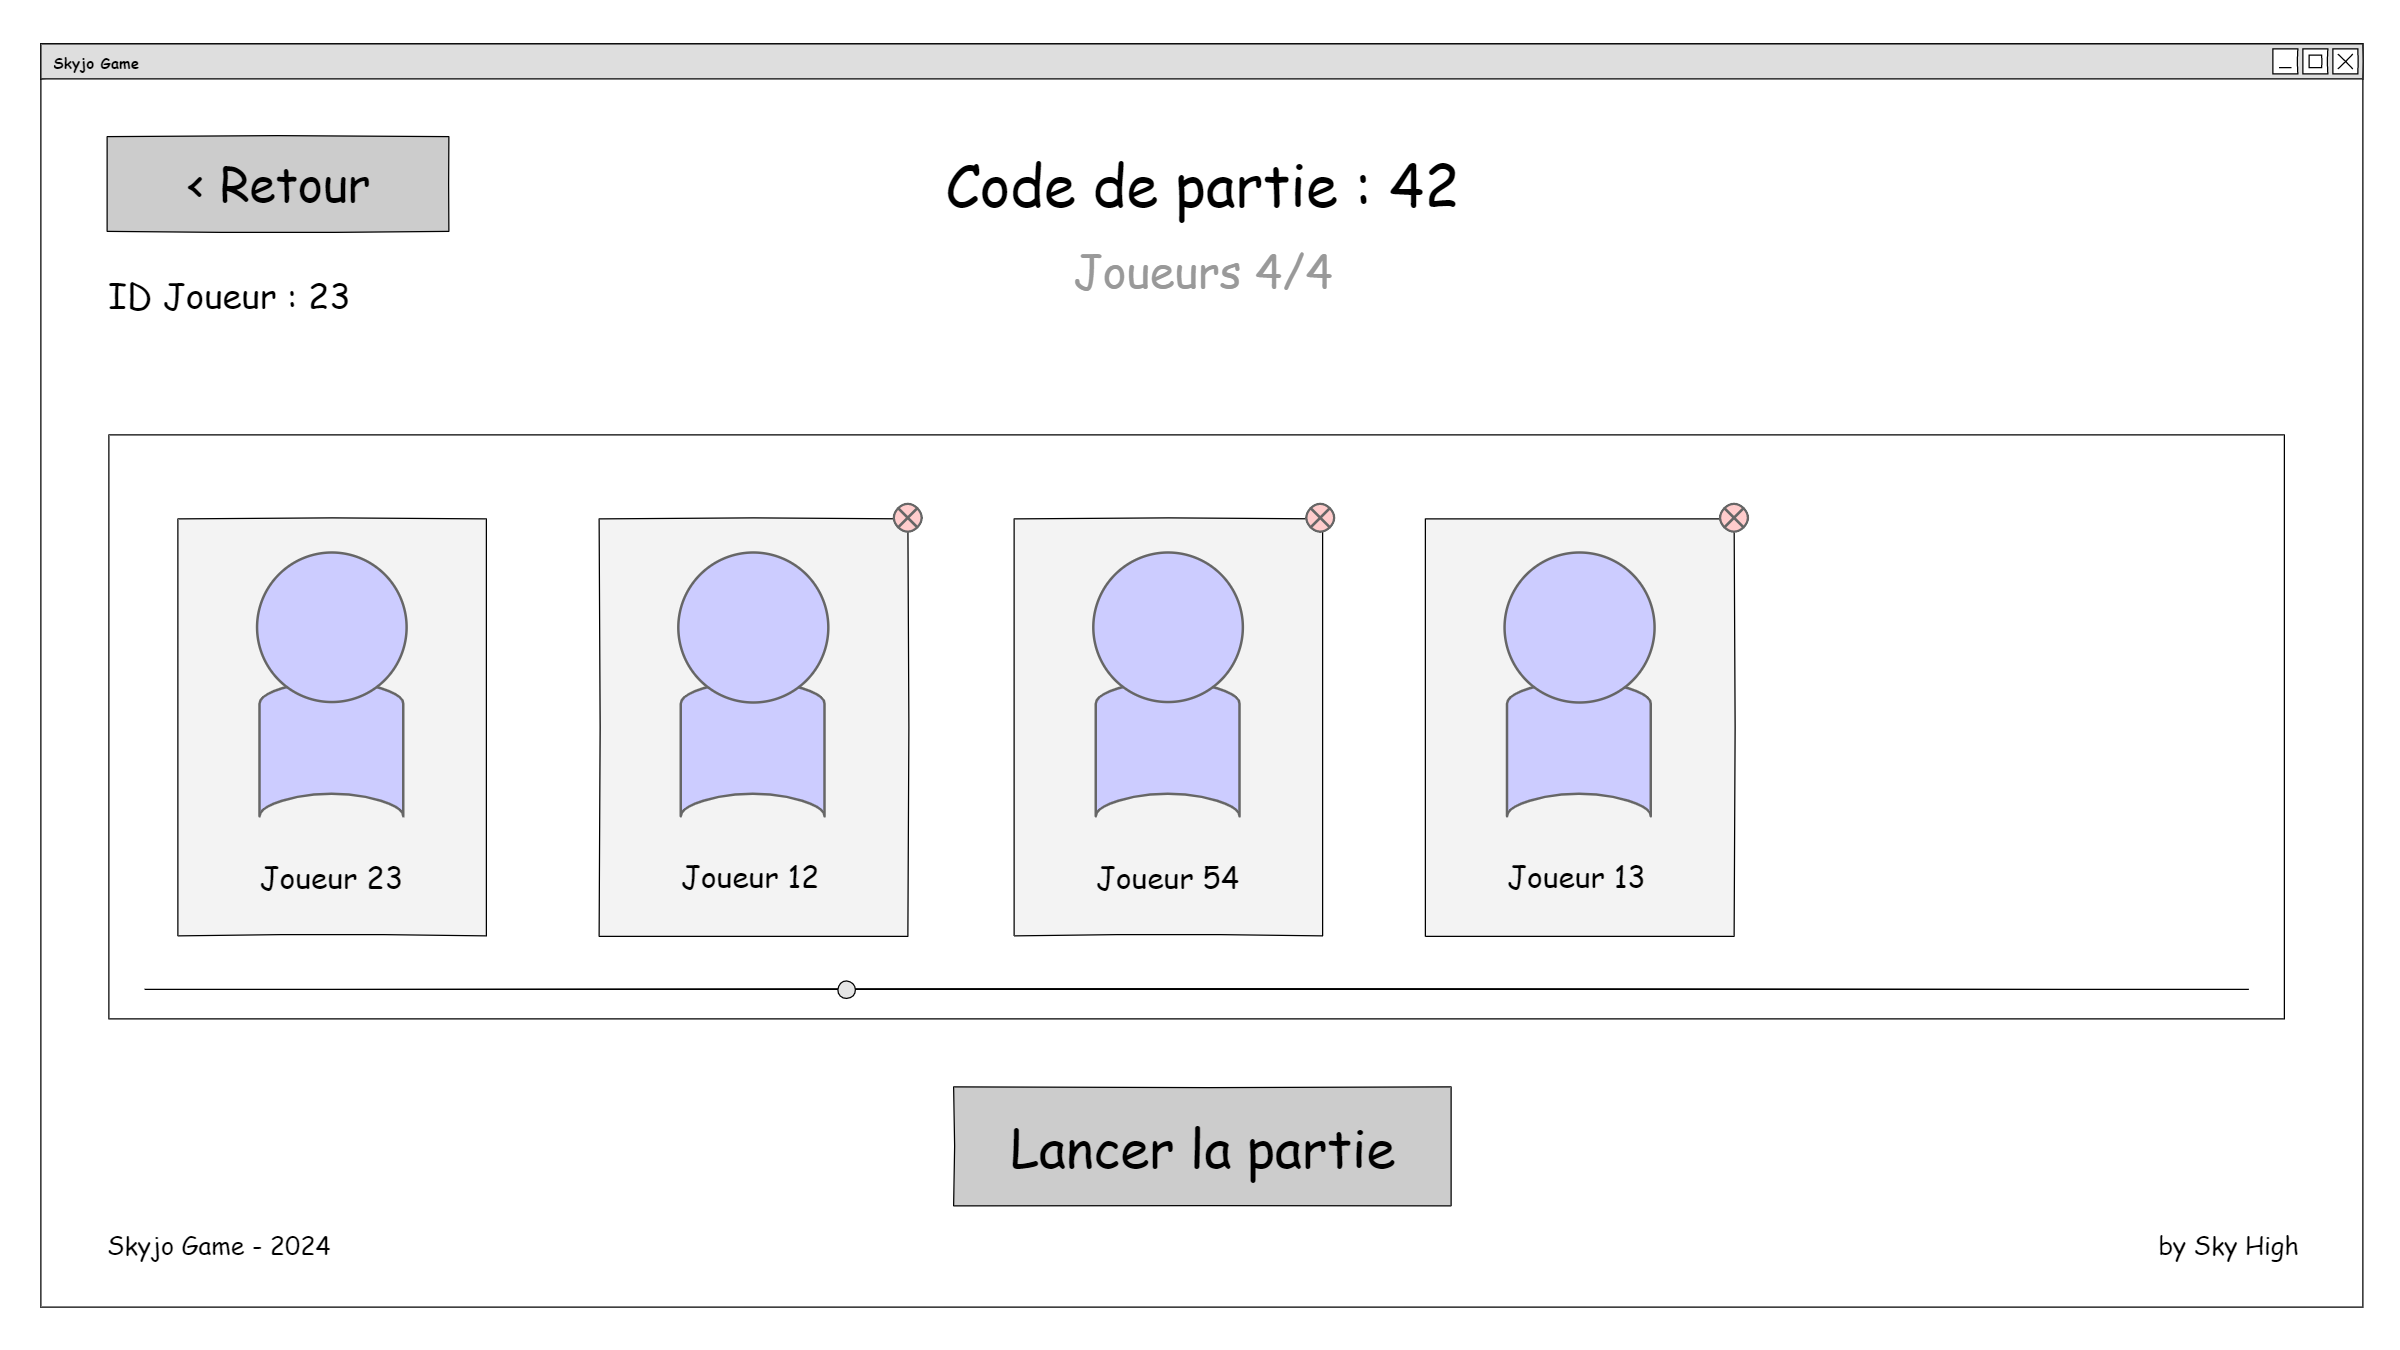 Skyjo Game
< Retour
Code de partie : 42
Joueurs 4/4
ID Joueur : 23
Joueur 23
Joueur 12
Joueur 54
Joueur 13
Lancer la partie
Skyjo Game - 2024
by Sky High